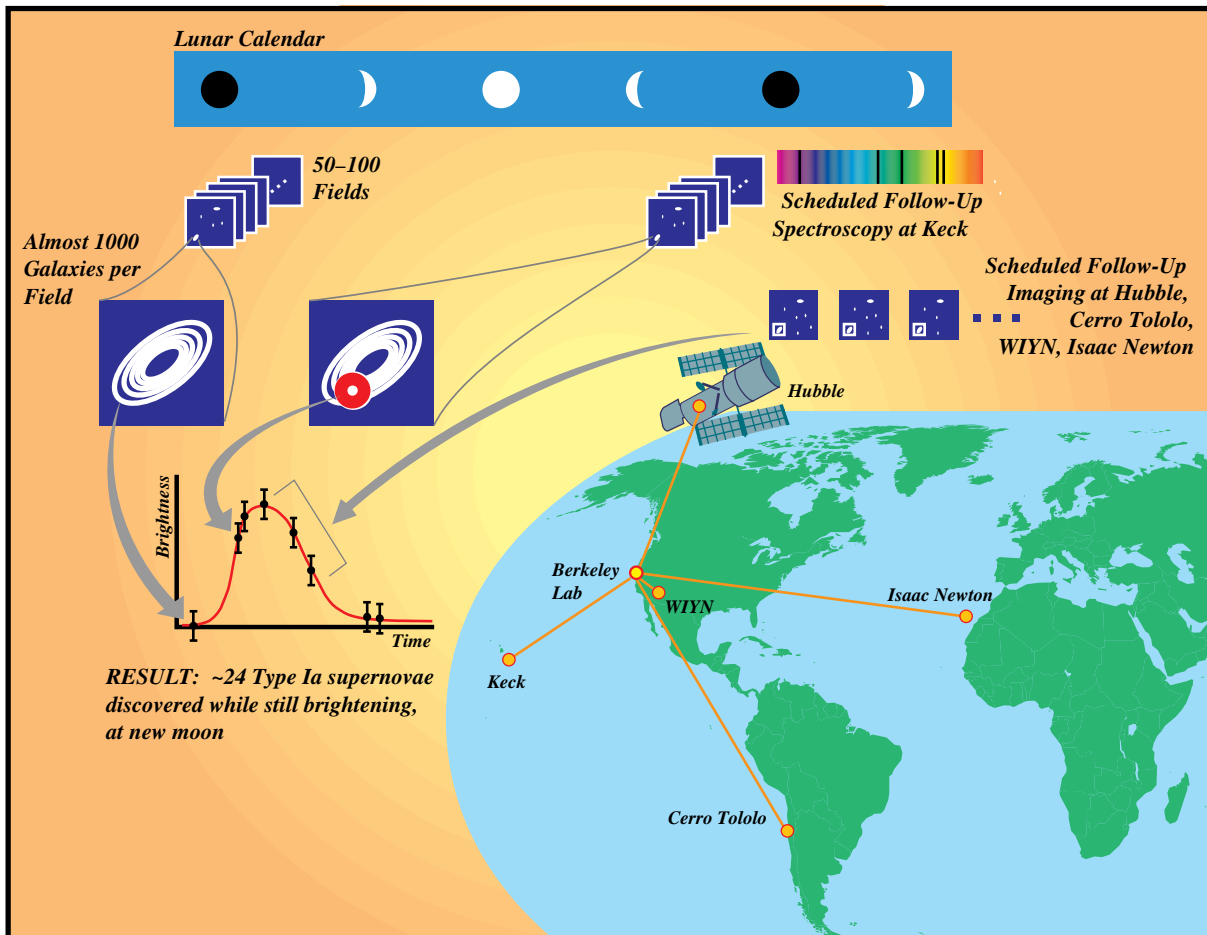 Lunar Calendar
50–100
Fields
Almost 1000
Galaxies per
Field
Scheduled Follow-Up
Spectroscopy at Keck
Scheduled Follow-Up
Imaging at Hubble,
Cerro Tololo,
WIYN, Isaac Newton
Hubble
Brightness
Time
RESULT: ~24 Type Ia supernovae
discovered while still brightening,
at new moon
Berkeley
Lab
WIYN
Isaac Newton
Keck
Cerro Tololo